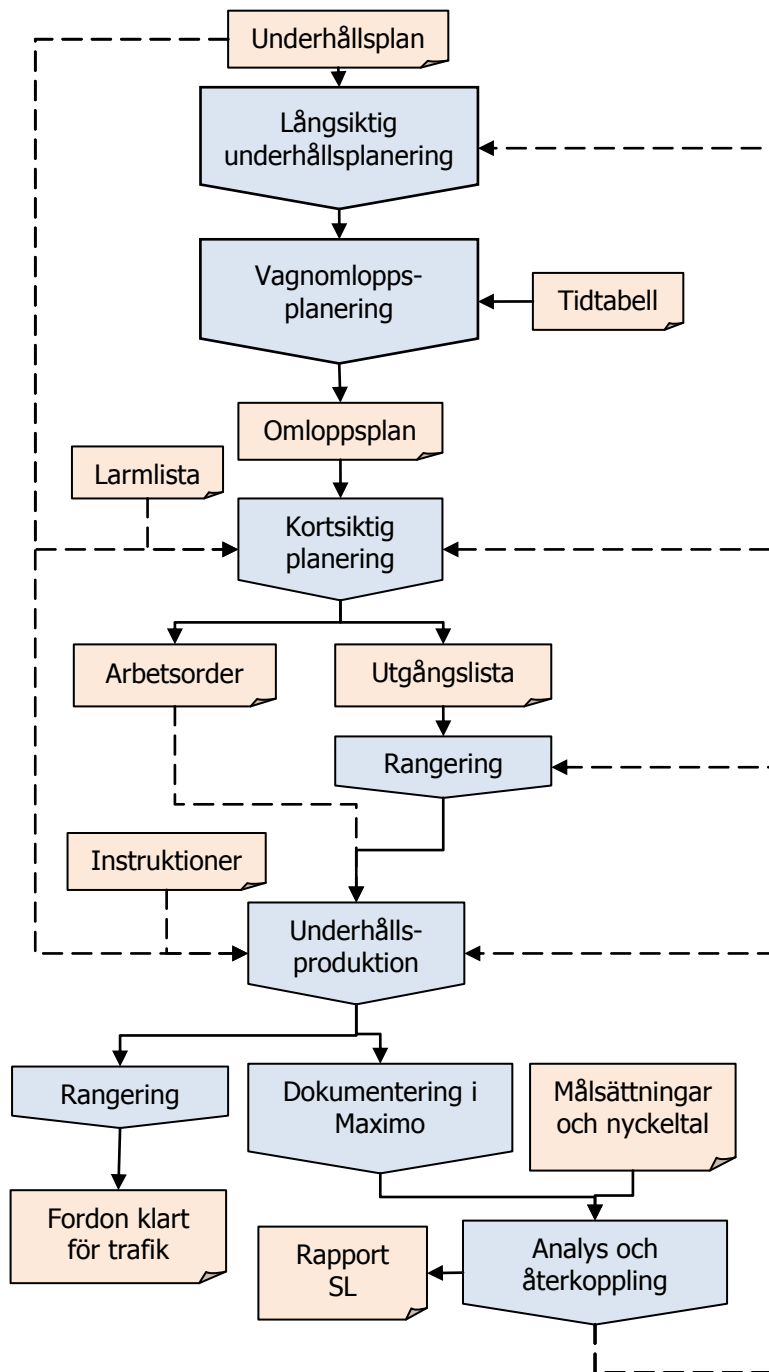 Underhållsplan
Långsiktig
underhållsplanering
Vagnomlopps-
planering
Tidtabell
Omloppsplan
Larmlista
Kortsiktig
planering
Arbetsorder
Utgångslista
Rangering
Instruktioner
Underhålls-
produktion
Rangering
Dokumentering i
Maximo
Målsättningar
och nyckeltal
Fordon klart
för trafik
Rapport
SL
Analys och
återkoppling